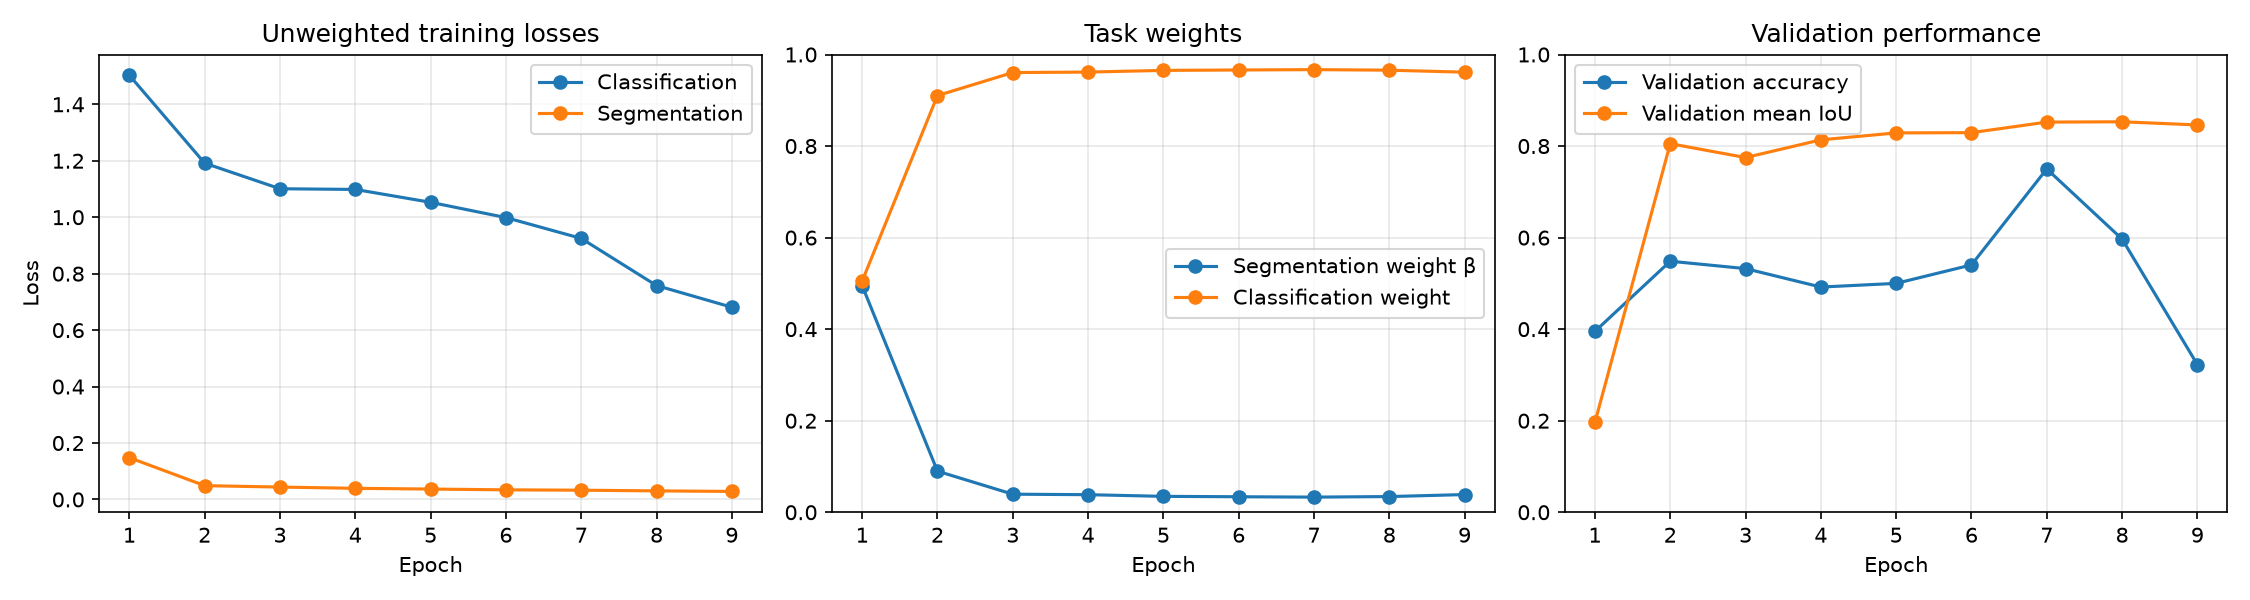 Unweighted training losses
Classification
Segmentation
1.4
1.2
1.0
0.8
0.6
0.4
0.2
0.0
Loss
1 2 3 4 5 6 7 8 9
Epoch
Task weights
1.0
0.8
0.6
0.4
0.2
0.0
Segmentation weight β
Classification weight
1 2 3 4 5 6 7 8 9
Epoch
Validation performance
Validation accuracy
Validation mean IoU
1.0
0.8
0.6
0.4
0.2
0.0
1 2 3 4 5 6 7 8 9
Epoch